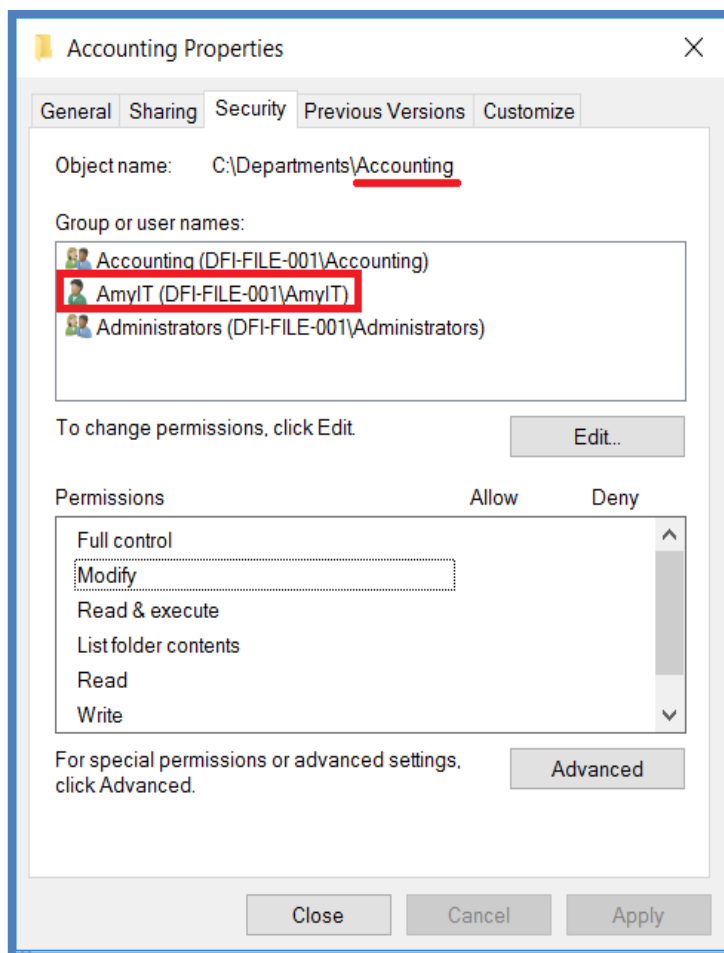 Accounting Properties
General Sharing Security Previous Versions Customize
Object name: C:\Departments\Accounting
Group or user names:
Accounting (DFI-FILE-001\Accounting)
AmyIT (DFI-FILE-001\AmyIT)
Administrators (DFI-FILE-001\Administrators)
To change permissions, click Edit.
Edit...
Permissions Allow Deny
Full control
Modify
Read & execute
List folder contents
Read
Write
For special permissions or advanced settings,
click Advanced.
Advanced
Close Cancel Apply